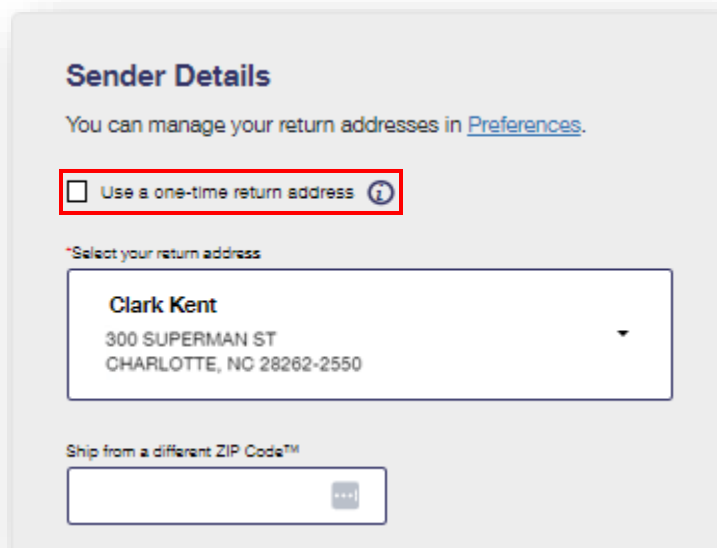 Sender Details
You can manage your return addresses in Preferences.
Use a one-time return address
*Select your return address
Clark Kent
300 SUPERMAN ST
CHARLOTTE, NC 28262-2550
Ship from a different ZIP Code™